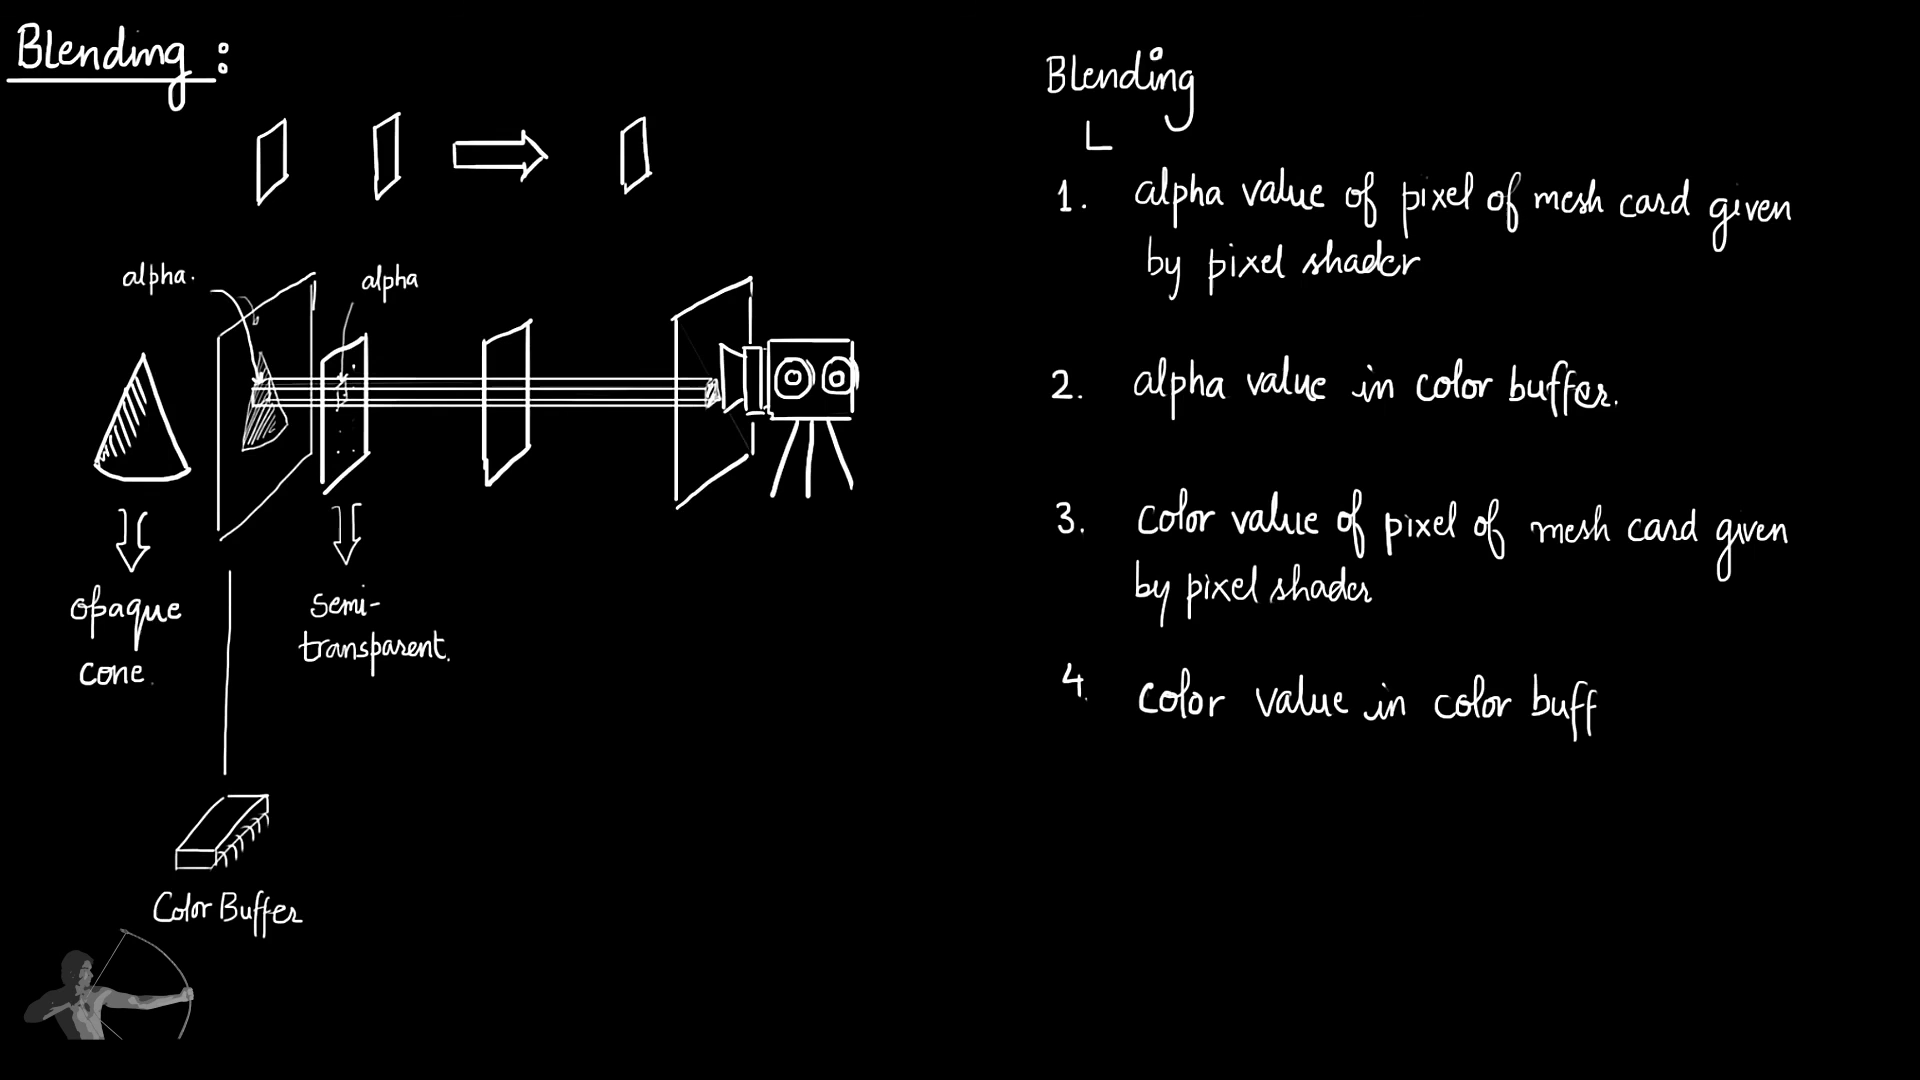 Blending :
alpha.
alpha
opaque
cone.
semi-
transparent.
Color Buffer
Blending
1. alpha value of pixel of mesh card given
by pixel shader
2. alpha value in color buffer.
3. color value of pixel of mesh card given
by pixel shader
4. color value in color buff